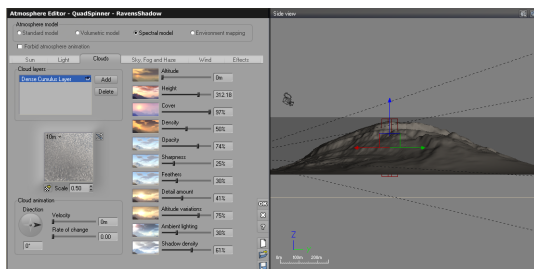 Atmosphere Editor - QuadSpinner - RavensShadow
Side view
Atmosphere model
Standard model Volumetric model Spectral model Environment mapping
Forbid atmosphere animation
Sun Light Clouds Sky, Fog and Haze Wind Effects
Cloud layers
Dense Cumulus Layer
Add
Delete
Altitude
0m
Height
312.18
Cover
97%
Density
50%
10m
Opacity
74%
Sharpness
25%
Feathers
30%
Scale 0.50
Detail amount
41%
Cloud animation
Direction
Velocity
0m
Rate of change
0.00
0°
Altitude variations
75%
Ambient lighting
30%
Shadow density
61%
OK
Z
0m 100m 200m